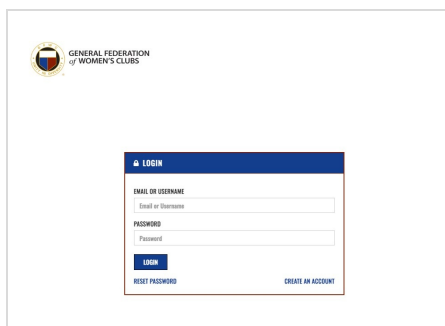 GENERAL FEDERATION
of WOMEN'S CLUBS
LOGIN
EMAIL OR USERNAME
Email or Username
PASSWORD
Password
LOGIN
RESET PASSWORD
CREATE AN ACCOUNT